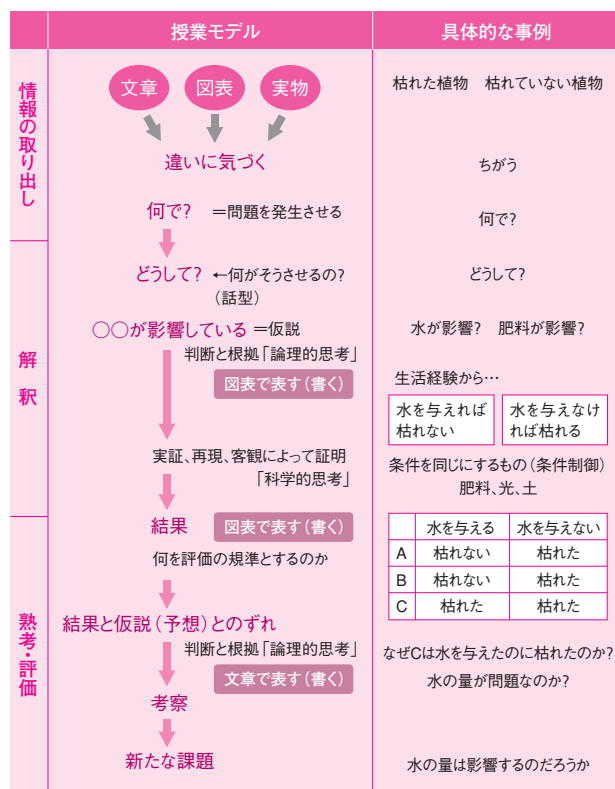 授業モデル
具体的な事例
情報の取り出し
文章 図表 実物
枯れた植物 枯れていない植物
違いに気づく
ちがう
何で? ＝問題を発生させる
何で?
解釈
どうして? ←何がそうさせるの?
(話型)
どうして?
○○が影響している ＝仮説
水が影響? 肥料が影響?
判断と根拠「論理的思考」
図表で表す(書く)
生活経験から…
水を与えれば
枯れない
水を与えなけ
れば枯れる
実証、再現、客観によって証明
「科学的思考」
条件を同じにするもの(条件制御)
肥料、光、土
熟考・評価
結果 図表で表す(書く)
何を評価の規準とするのか
水を与える 水を与えない
A 枯れない 枯れた
B 枯れない 枯れた
C 枯れた 枯れた
結果と仮説(予想)とのずれ
判断と根拠「論理的思考」
文章で表す(書く)
なぜCは水を与えたのに枯れたのか?
水の量が問題なのか?
考察
新たな課題
水の量は影響するのだろうか